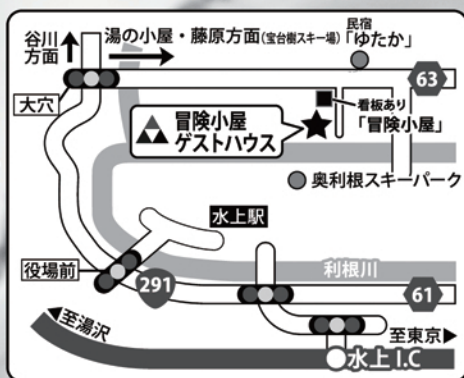 谷川
方面
湯の小屋・藤原方面(宝台樹スキー場)
民宿
「ゆたか」
63
大穴
看板あり
「冒険小屋」
冒険小屋
ゲストハウス
奥利根スキーパーク
水上駅
役場前
291
利根川
61
至湯沢
至東京
水上I.C